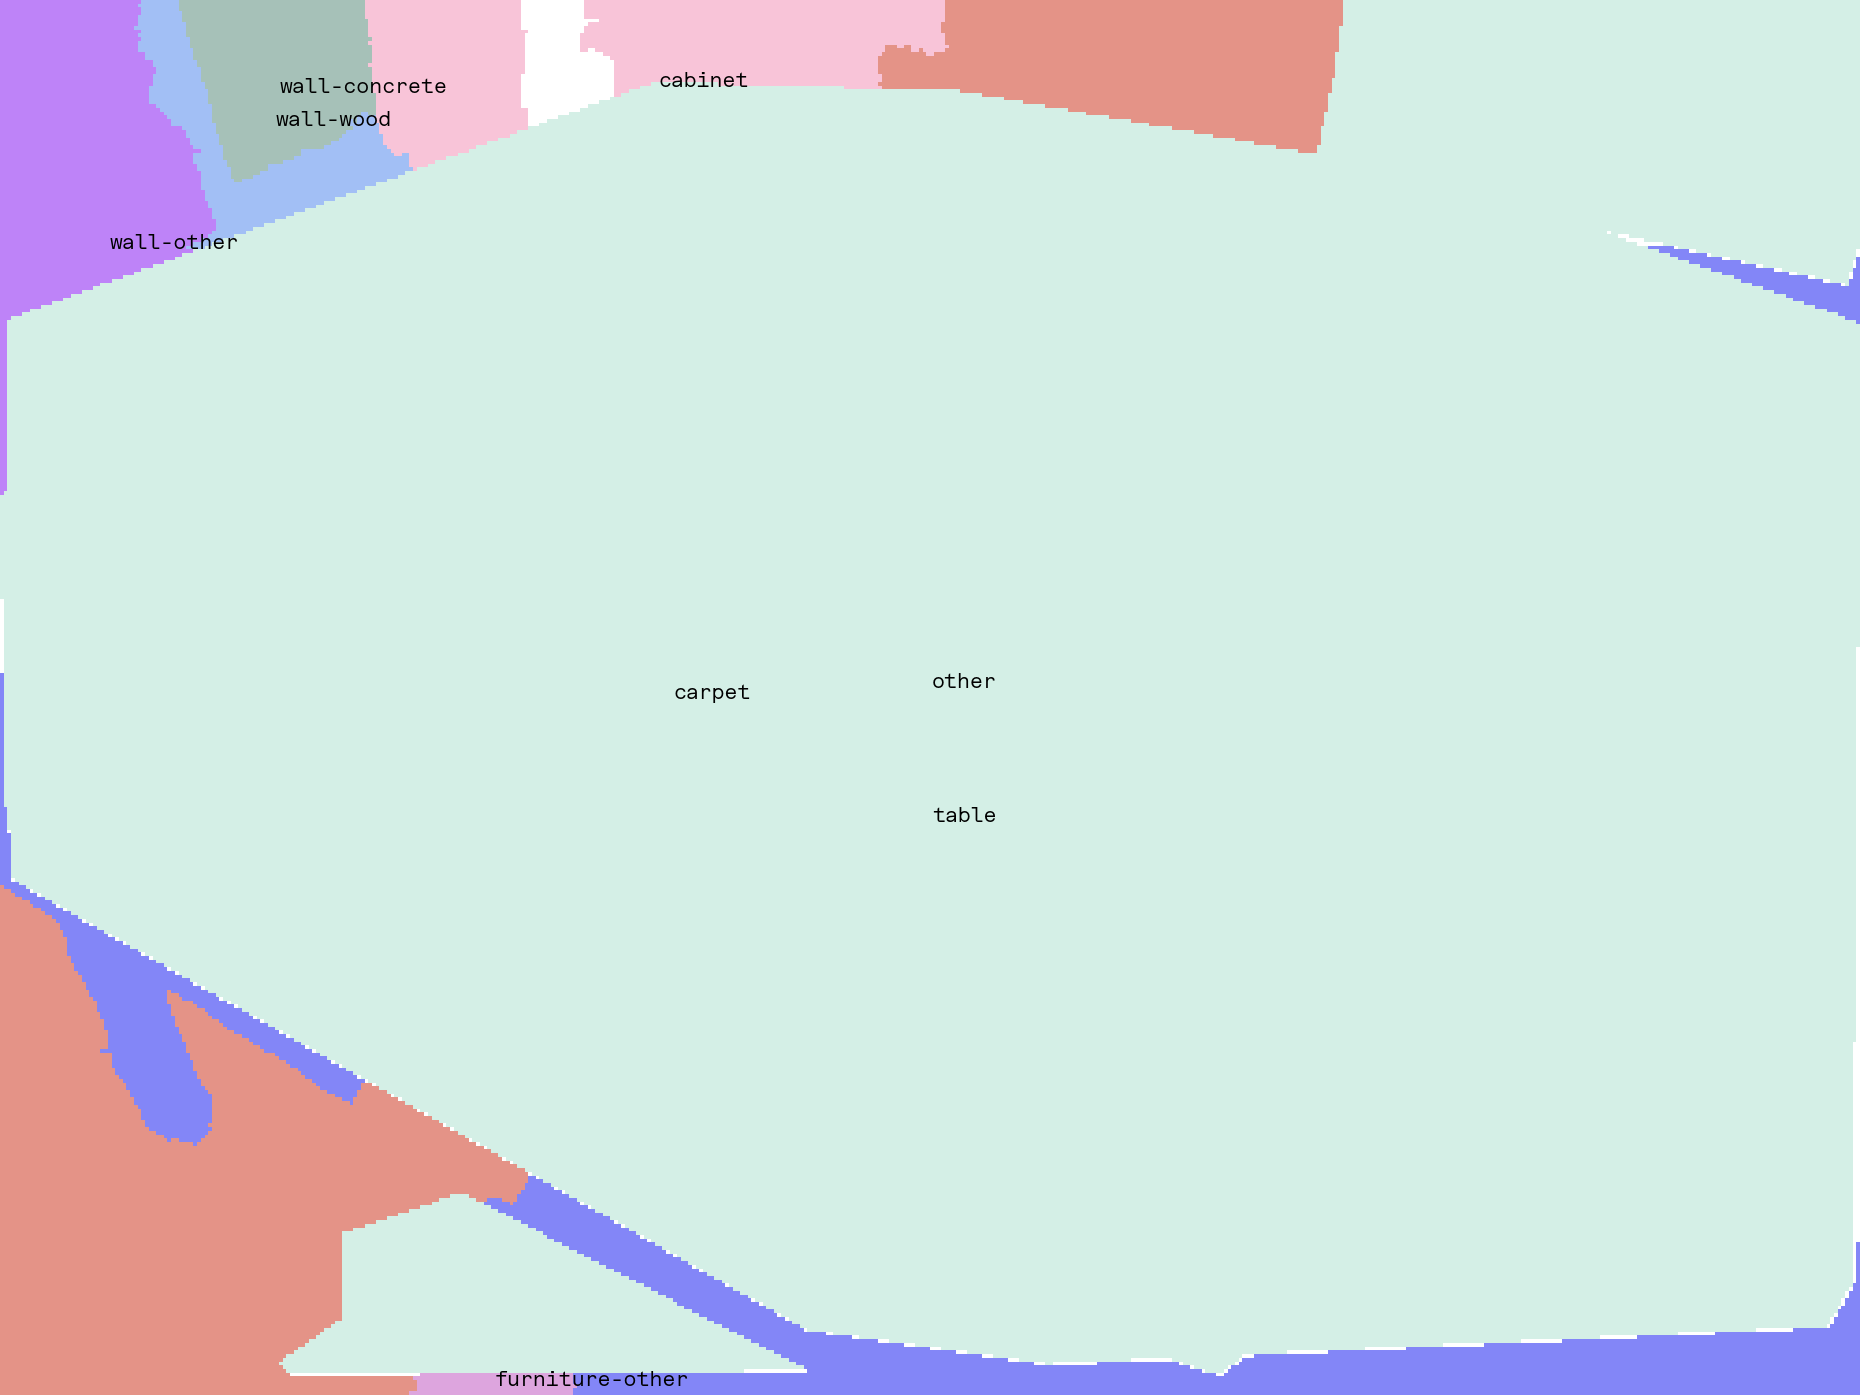 cabinet
wall-concrete
wall-wood
wall-other
other
carpet
table
furniture-other